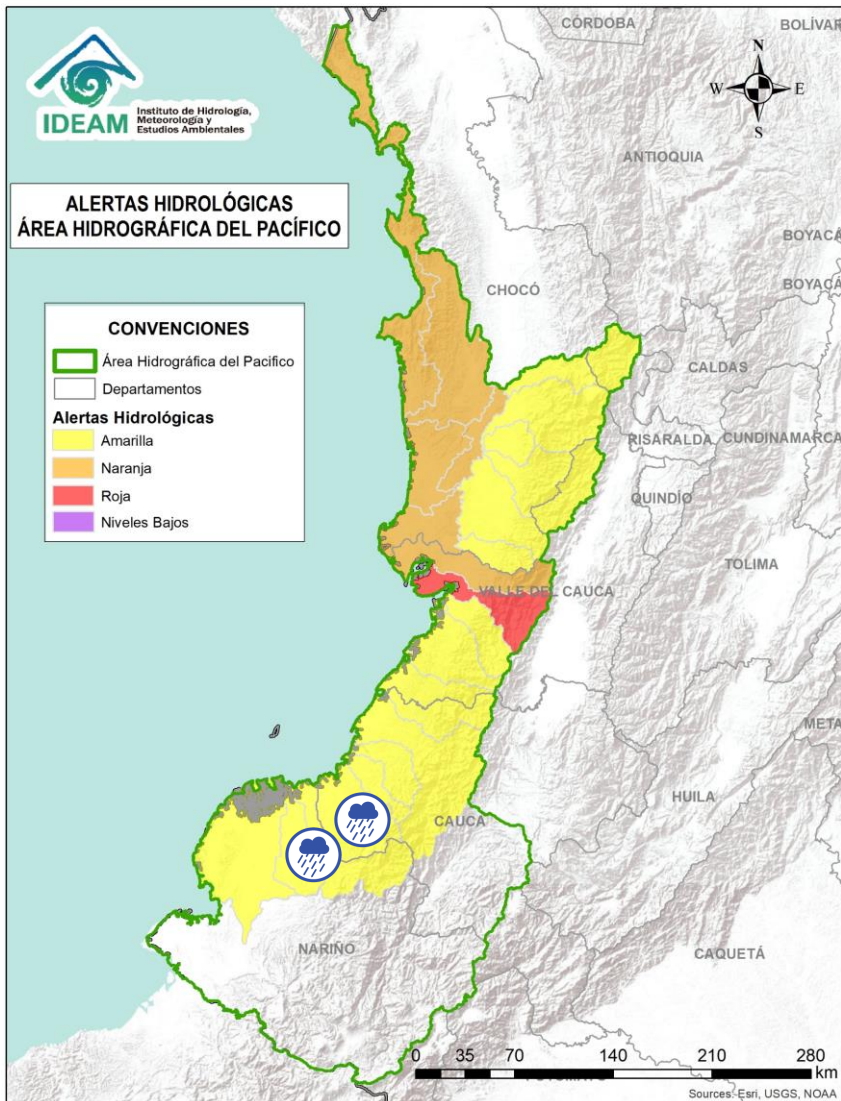 CÓRDOBA
BOLÍVAR
IDEAM
Instituto de Hidrología,
Meteorología y
Estudios Ambientales
N
W
E
S
ANTIOQUIA
ALERTAS HIDROLÓGICAS
ÁREA HIDROGRÁFICA DEL PACÍFICO
BOYACÁ
CHOCÓ
BOYACÁ
CONVENCIONES
Área Hidrográfica del Pacifico
Departamentos
Alertas Hidrológicas
Amarilla
Naranja
Roja
Niveles Bajos
CALDAS
RISARALDA
CUNDINAMARCA
QUINDÍO
TOLIMA
VALLE DEL CAUCA
META
HUILA
CAUCA
NARIÑO
CAQUETÁ
0 35 70 140 210 280
km
Sources: Esri, USGS, NOAA